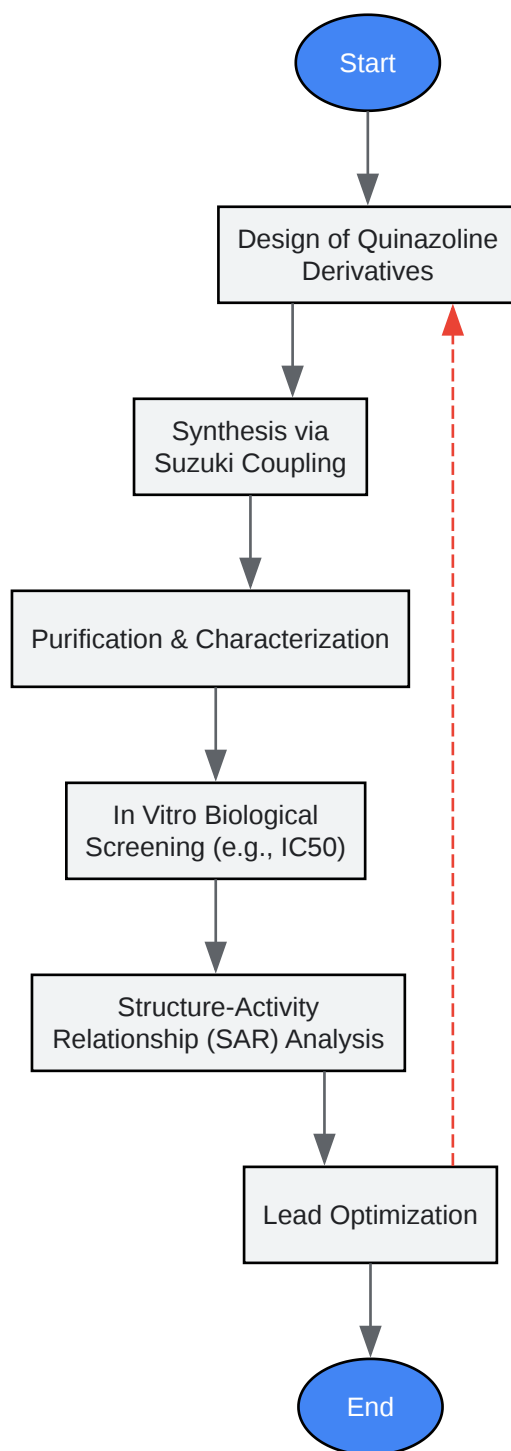 Start
Design of Quinazoline
Derivatives
Synthesis via
Suzuki Coupling
Purification & Characterization
In Vitro Biological
Screening (e.g., IC50)
Structure-Activity
Relationship (SAR) Analysis
Lead Optimization
End